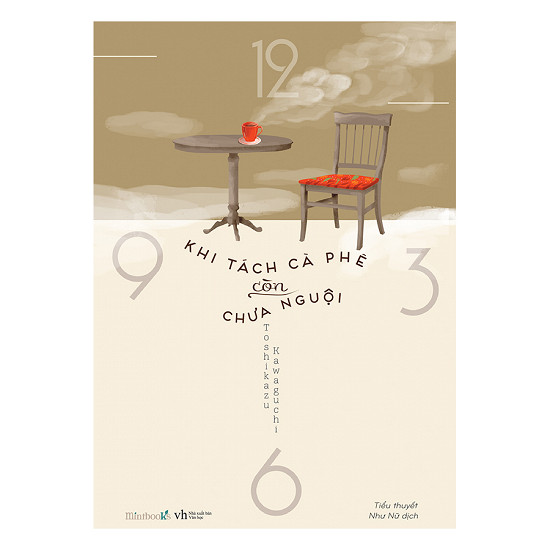 12
9
3
KHI TÁCH CÀ PHÊ
còn
CHƯA NGUỘI
Toshikazu
Kawaguchi
6
mintbooks
vh
Nhà xuất bản
Văn học
Tiểu thuyết
Như Nữ dịch